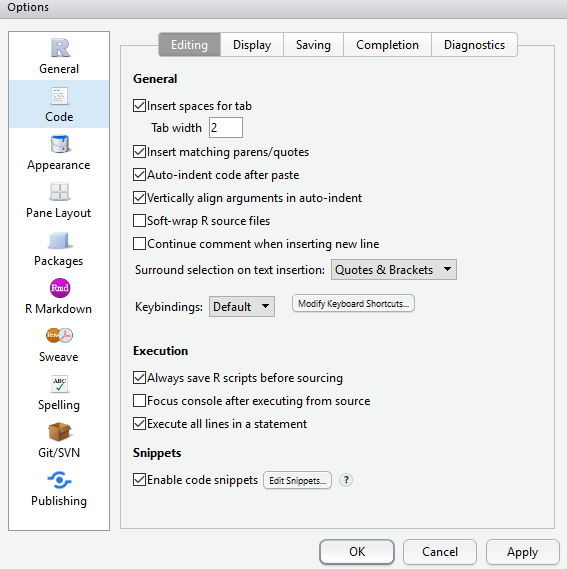 Options
General
Code
Appearance
Pane Layout
Packages
Rmd
R Markdown
Rnw
Sweave
ABC
Spelling
Git/SVN
Publishing
Editing Display Saving Completion Diagnostics
General
Insert spaces for tab
Tab width 2
Insert matching parens/quotes
Auto-indent code after paste
Vertically align arguments in auto-indent
Soft-wrap R source files
Continue comment when inserting new line
Surround selection on text insertion: Quotes & Brackets
Keybindings: Default Modify Keyboard Shortcuts...
Execution
Always save R scripts before sourcing
Focus console after executing from source
Execute all lines in a statement
Snippets
Enable code snippets Edit Snippets... ?
OK Cancel Apply